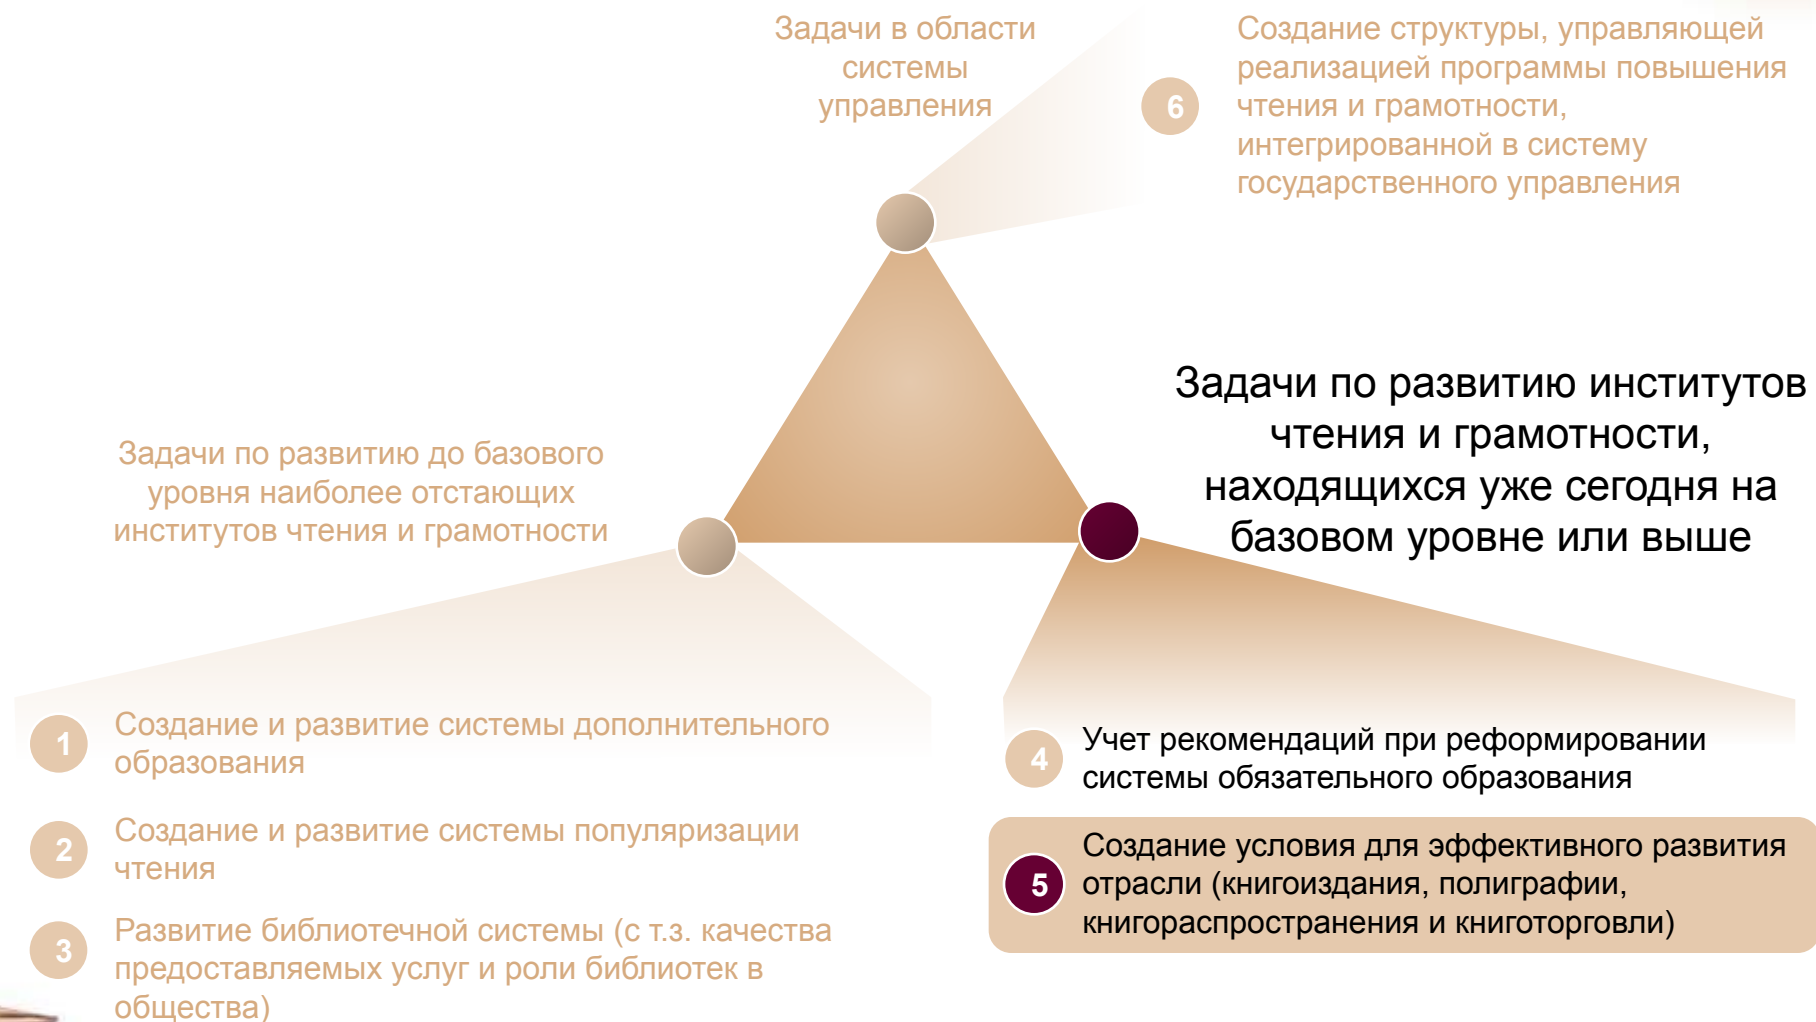 Задачи в области
системы
управления
6
Создание структуры, управляющей
реализацией программы повышения
чтения и грамотности,
интегрированной в систему
государственного управления
Задачи по развитию институтов
чтения и грамотности,
находящихся уже сегодня на
базовом уровне или выше
Задачи по развитию до базового
уровня наиболее отстающих
институтов чтения и грамотности
1
Создание и развитие системы дополнительного
образования
2
Создание и развитие системы популяризации
чтения
3
Развитие библиотечной системы (с т.з. качества
предоставляемых услуг и роли библиотек в
общества)
4
Учет рекомендаций при реформировании
системы обязательного образования
5
Создание условия для эффективного развития
отрасли (книгоиздания, полиграфии,
книгораспространения и книготорговли)